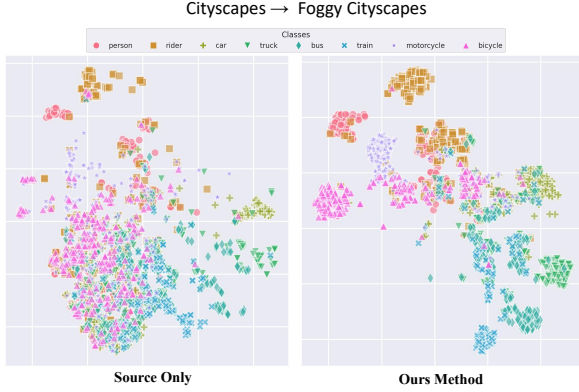 Cityscapes → Foggy Cityscapes
Classes
person rider car truck bus train motorcycle bicycle
Source Only Ours Method